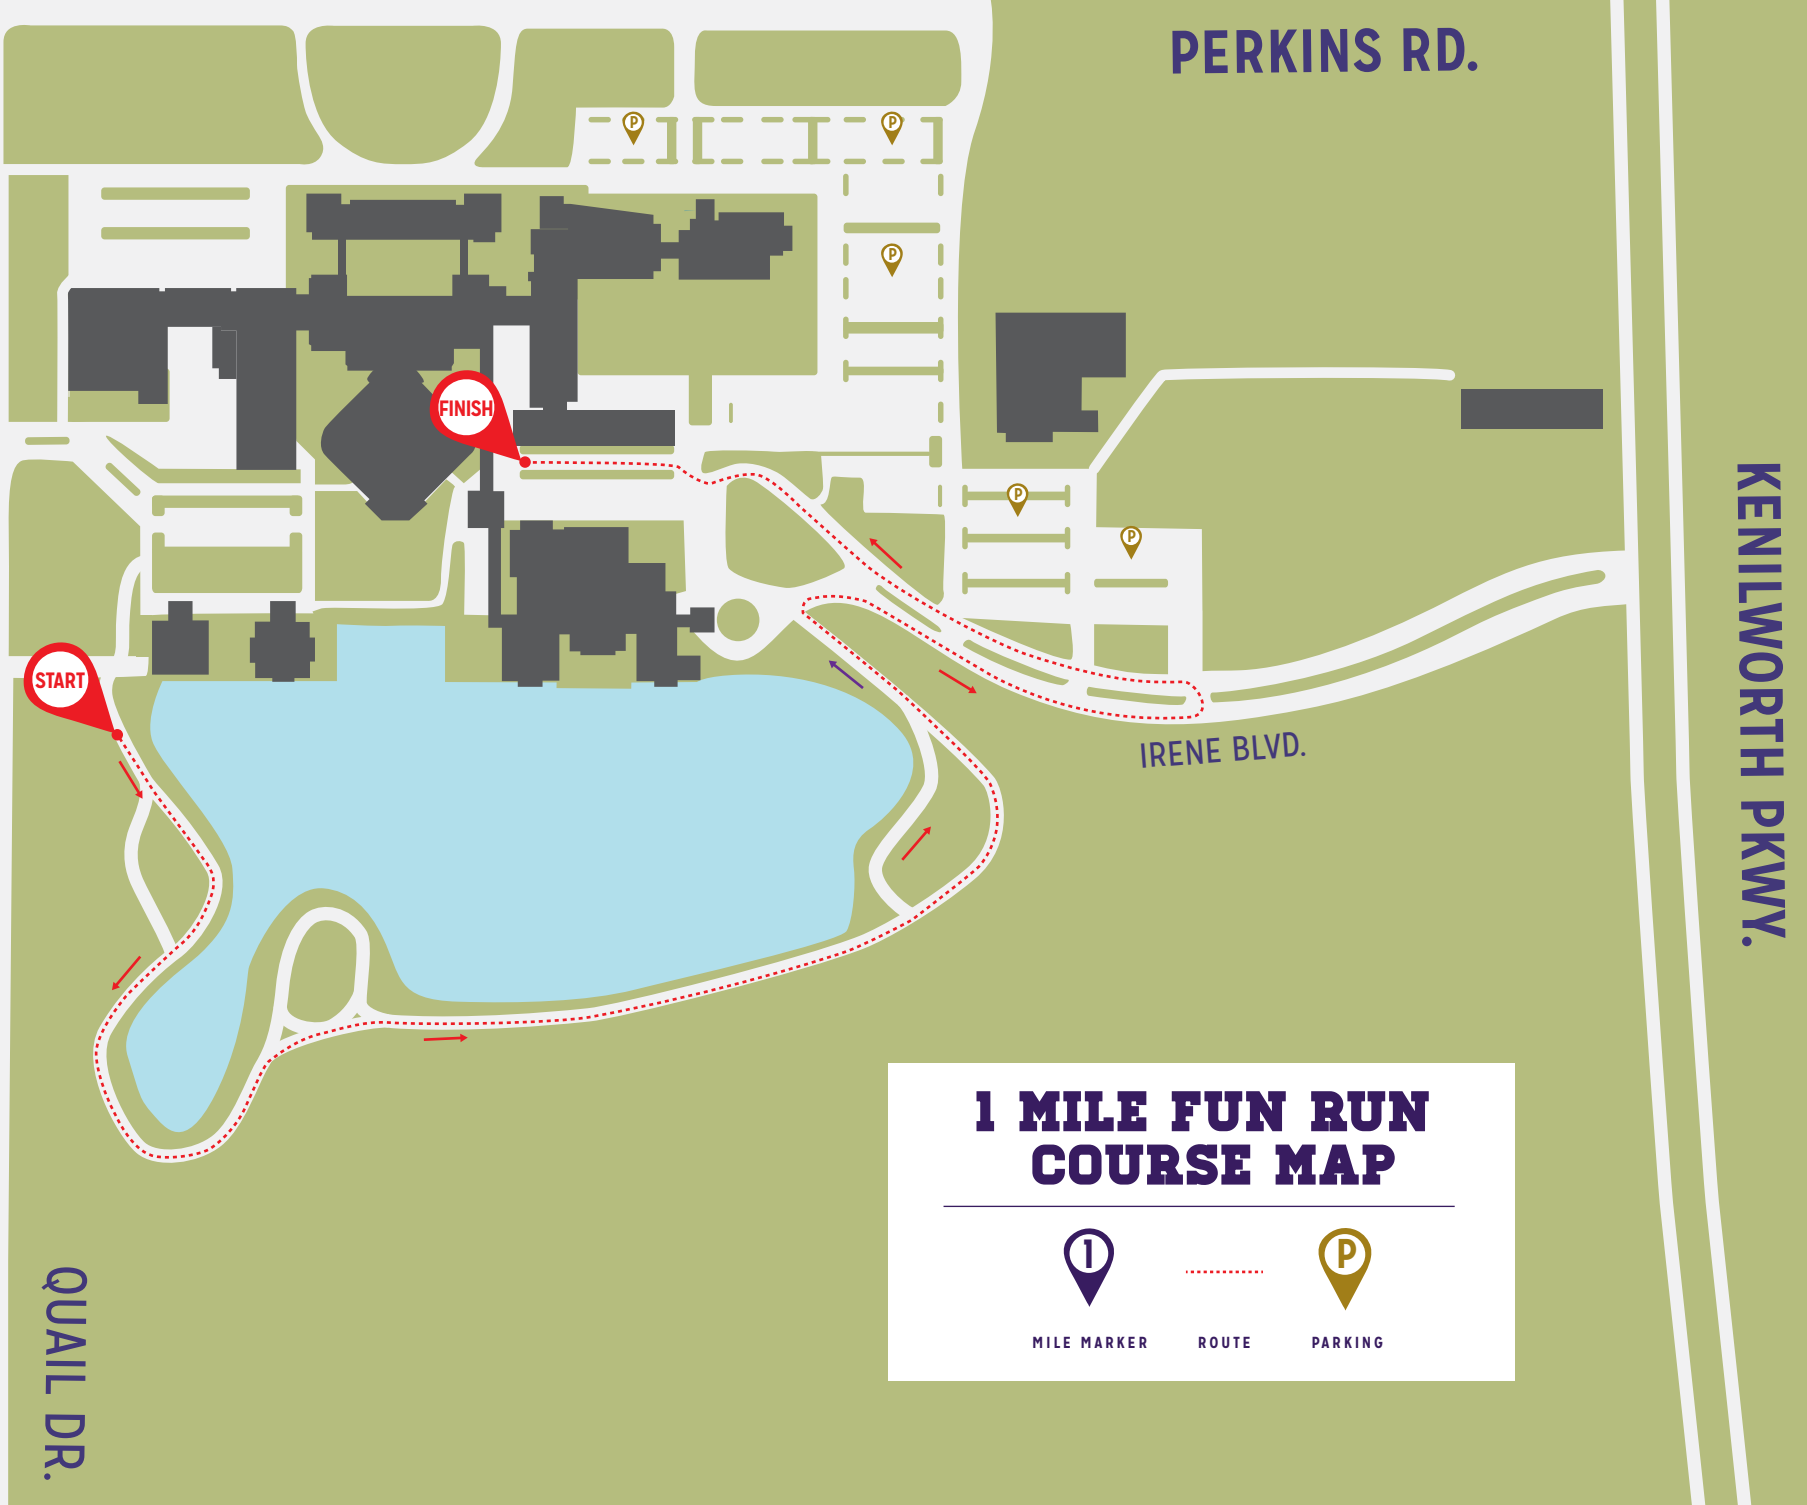 PERKINS RD.
P
P
P
FINISH
P
P
START
KENILWORTH PKWY.
IRENE BLVD.
1 MILE FUN RUN
COURSE MAP
1
P
MILE MARKER
ROUTE
PARKING
QUAIL DR.